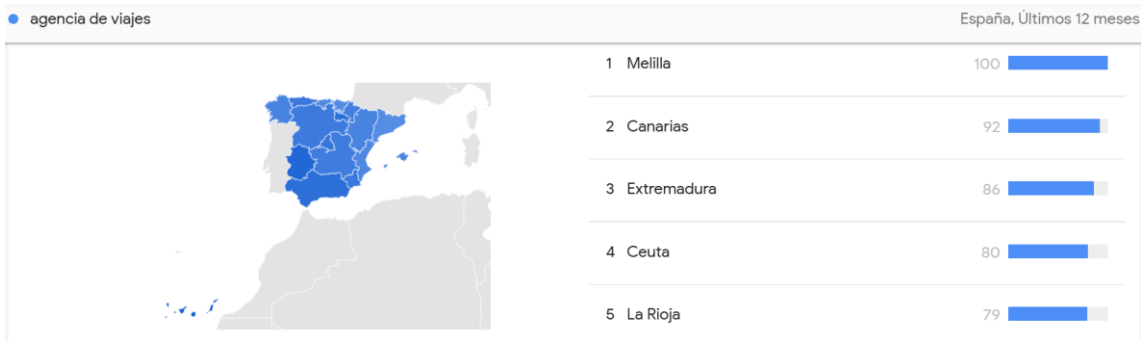 agencia de viajes
España, Últimos 12 meses
1 Melilla 100
2 Canarias 92
3 Extremadura 86
4 Ceuta 80
5 La Rioja 79